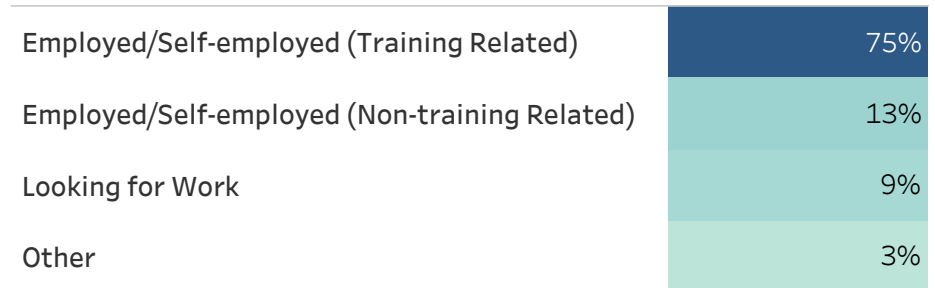 Employed/Self-employed (Training Related) 75%
Employed/Self-employed (Non-training Related) 13%
Looking for Work 9%
Other 3%